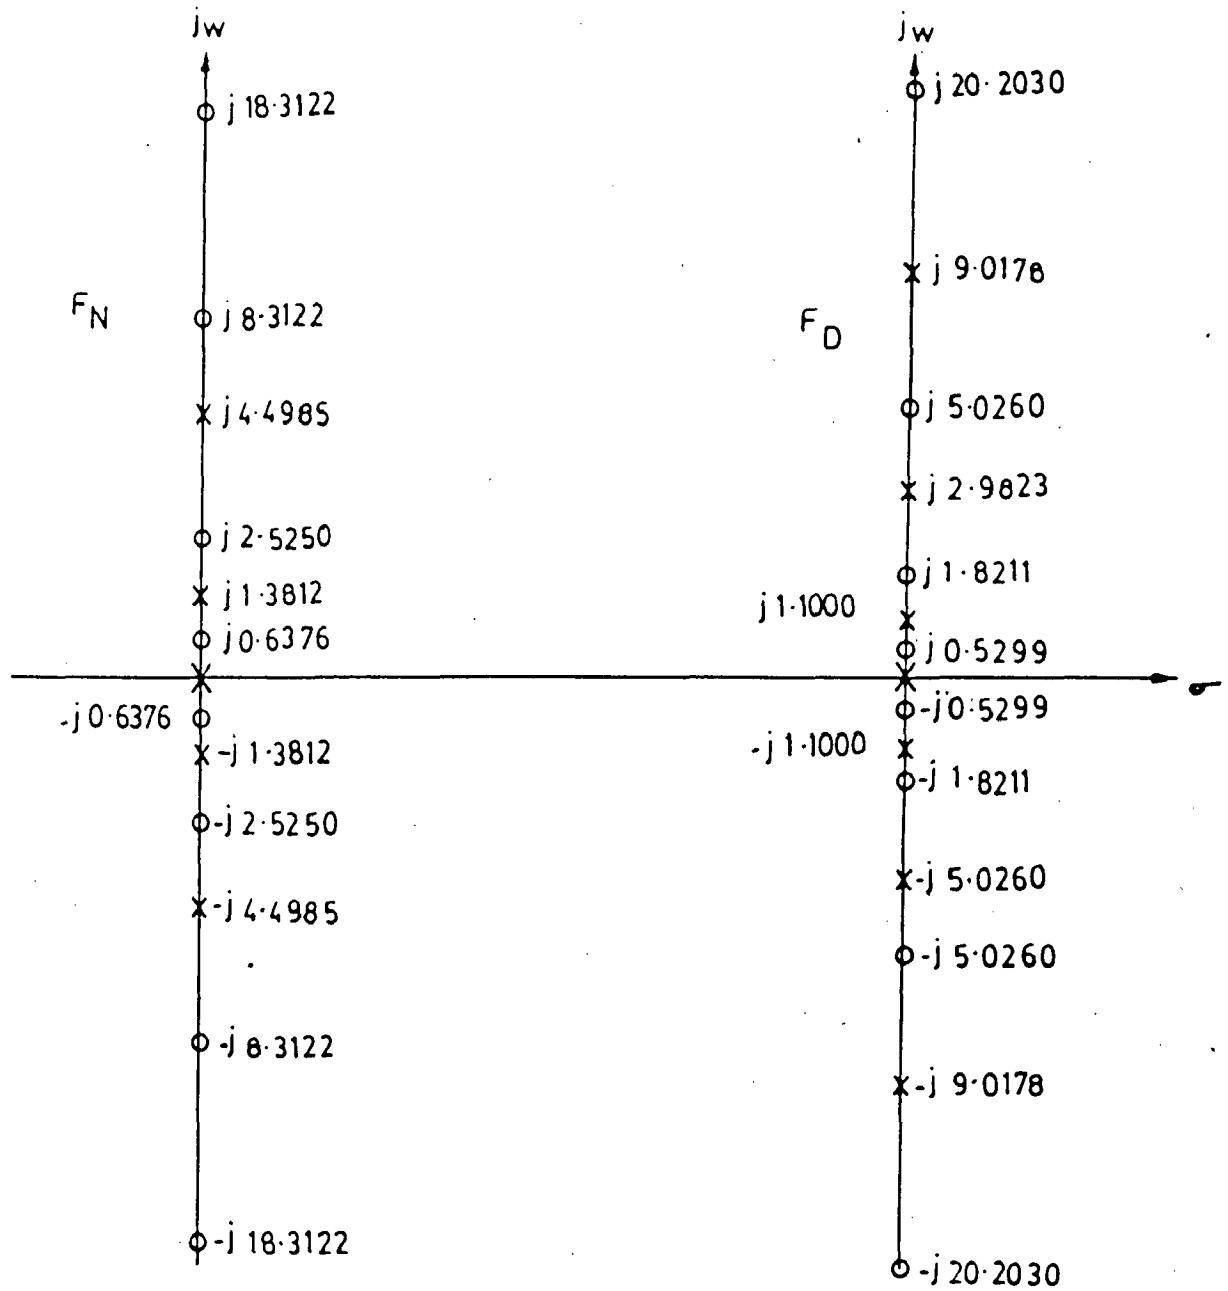 jw
j 18.3122
F_N
j 8.3122
j 4.4985
j 2.5250
j 1.3812
j 0.6376
-j 0.6376
-j 1.3812
-j 2.5250
-j 4.4985
-j 8.3122
-j 18.3122
jw
j 20.2030
j 9.0178
F_D
j 5.0260
j 2.9823
j 1.8211
j 1.1000
j 0.5299
σ
-j 0.5299
-j 1.1000
-j 1.8211
-j 5.0260
-j 5.0260
-j 9.0178
-j 20.2030